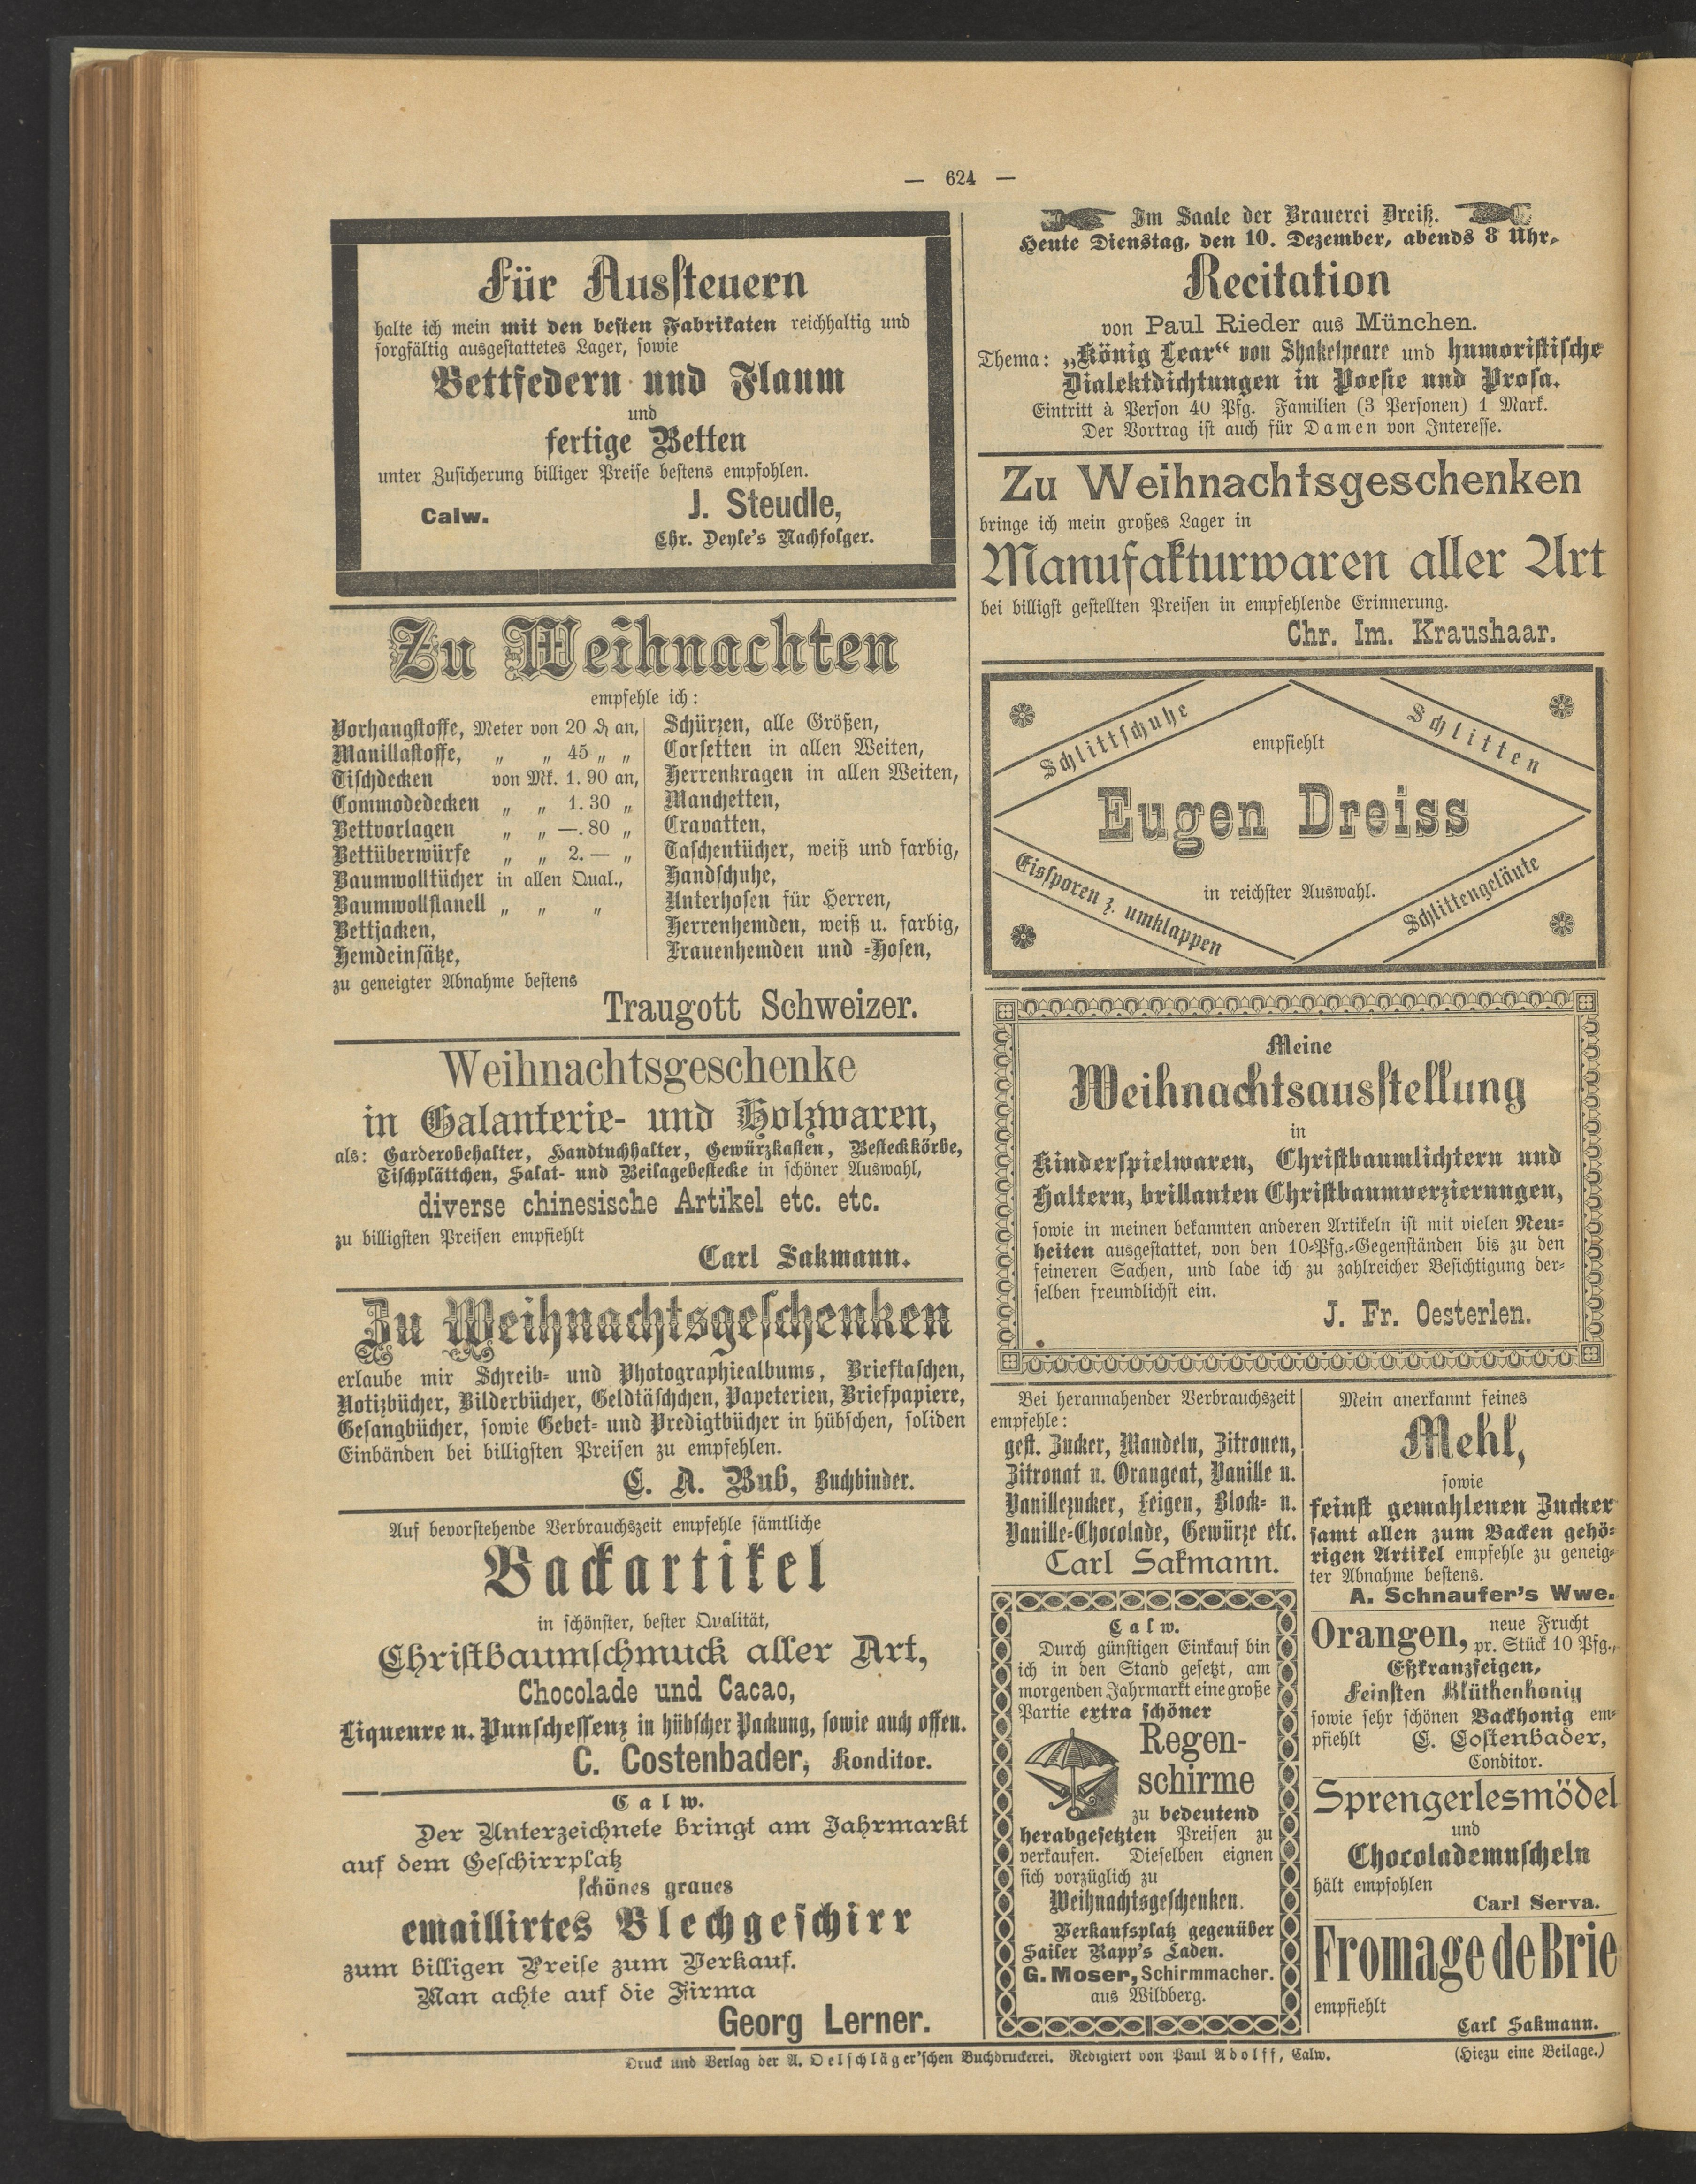 — 624 —
Für Aussteuern
halte ich mein mit den besten Fabrikaten reichhaltig und
sorgfältig ausgestattetes Lager, sowie
Bettfedern und Flaum
und
fertige Betten
unter Zusicherung billiger Preise bestens empfohlen.
Calw. J. Steudle,
Chr. Deyle's Nachfolger.
Zu Weihnachten
empfehle ich:
Vorhangstoffe, Meter von 20 ₰ an,
Manillastoffe, „ „ 45 „ „
Tischdecken von Mk. 1. 90 an,
Commodedecken „ „ 1. 30 „
Bettvorlagen „ „ —. 80 „
Bettüberwürfe „ „ 2. — „
Baumwolltücher in allen Qual.,
Baumwollflanell „ „ „
Bettjacken,
Hemdeinsätze,
Schürzen, alle Größen,
Corsetten in allen Weiten,
Herrenkragen in allen Weiten,
Manchetten,
Cravatten,
Taschentücher, weiß und farbig,
Handschuhe,
Unterhosen für Herren,
Herrenhemden, weiß u. farbig,
Frauenhemden und -Hosen,
zu geneigter Abnahme bestens
Traugott Schweizer.
Weihnachtsgeschenke
in Galanterie- und Holzwaren,
als: Garderobehalter, Handtuchhalter, Gewürzkasten, Besteckkörbe,
Tischplättchen, Salat- und Beilagebestecke in schöner Auswahl,
diverse chinesische Artikel etc. etc.
zu billigsten Preisen empfiehlt
Carl Sakmann.
Zu Weihnachtsgeschenken
erlaube mir Schreib- und Photographiealbums, Brieftaschen,
Notizbücher, Bilderbücher, Geldtäschchen, Papeterien, Briefpapiere,
Gesangbücher, sowie Gebet- und Predigtbücher in hübschen, soliden
Einbänden bei billigsten Preisen zu empfehlen.
C. A. Bub, Buchbinder.
Auf bevorstehende Verbrauchszeit empfehle sämtliche
Backartikel
in schönster, bester Qualität,
Christbaumschmuck aller Art,
Chocolade und Cacao,
Liqueure u. Punschessenz in hübscher Packung, sowie auch offen.
C. Costenbader, Konditor.
Calw.
Der Unterzeichnete bringt am Jahrmarkt
auf dem Geschirrplatz
schönes graues
emaillirtes Blechgeschirr
zum billigen Preise zum Verkauf.
Man achte auf die Firma
Georg Lerner.
Im Saale der Brauerei Dreiß.
Heute Dienstag, den 10. Dezember, abends 8 Uhr,
Recitation
von Paul Rieder aus München.
Thema: „König Lear“ von Shakespeare und humoristische
Dialektdichtungen in Poesie und Prosa.
Eintritt à Person 40 Pfg. Familien (3 Personen) 1 Mark.
Der Vortrag ist auch für Damen von Interesse.
Zu Weihnachtsgeschenken
bringe ich mein großes Lager in
Manufakturwaren aller Art
bei billigst gestellten Preisen in empfehlende Erinnerung.
Chr. Im. Kraushaar.
Schlittschuhe
Schlitten
empfiehlt
Eugen Dreiss
in reichster Auswahl.
Eissporen z. umklappen
Schlittengeläute
Meine
Weihnachtsausstellung
in
Kinderspielwaren, Christbaumlichtern und
Haltern, brillanten Christbaumverzierungen,
sowie in meinen bekannten anderen Artikeln ist mit vielen Neu-
heiten ausgestattet, von den 10-Pfg.-Gegenständen bis zu den
feineren Sachen, und lade ich zu zahlreicher Besichtigung der-
selben freundlichst ein.
J. Fr. Oesterlen.
Bei herannahender Verbrauchszeit
empfehle:
gest. Zucker, Mandeln, Zitronen,
Zitronat u. Orangeat, Vanille u.
Vanillezucker, Feigen, Block- u.
Vanille-Chocolade, Gewürze etc.
Carl Sakmann.
Calw.
Durch günstigen Einkauf bin
ich in den Stand gesetzt, am
morgenden Jahrmarkt eine große
Partie extra schöner
Regen-
schirme
zu bedeutend
herabgesetzten Preisen zu
verkaufen. Dieselben eignen
sich vorzüglich zu
Weihnachtsgeschenken.
Verkaufsplatz gegenüber
Sailer Rapp's Laden.
G. Moser, Schirmmacher.
aus Wildberg.
Mein anerkannt feines
Mehl,
sowie
feinst gemahlenen Zucker
samt allen zum Backen gehö-
rigen Artikel empfehle zu geneig-
ter Abnahme bestens.
A. Schnaufer's Wwe.
Orangen, neue Frucht
pr. Stück 10 Pfg.,
Eßkranzfeigen,
Feinsten Blüthenhonig
sowie sehr schönen Backhonig em-
pfiehlt C. Costenbader,
Conditor.
Sprengerlesmödel
und
Chocolademuscheln
hält empfohlen
Carl Serva.
Fromage de Brie
empfiehlt
Carl Sakmann.
Druck und Verlag der A. Oelschläger'schen Buchdruckerei. Redigiert von Paul Adolff, Calw.
(Hiezu eine Beilage.)